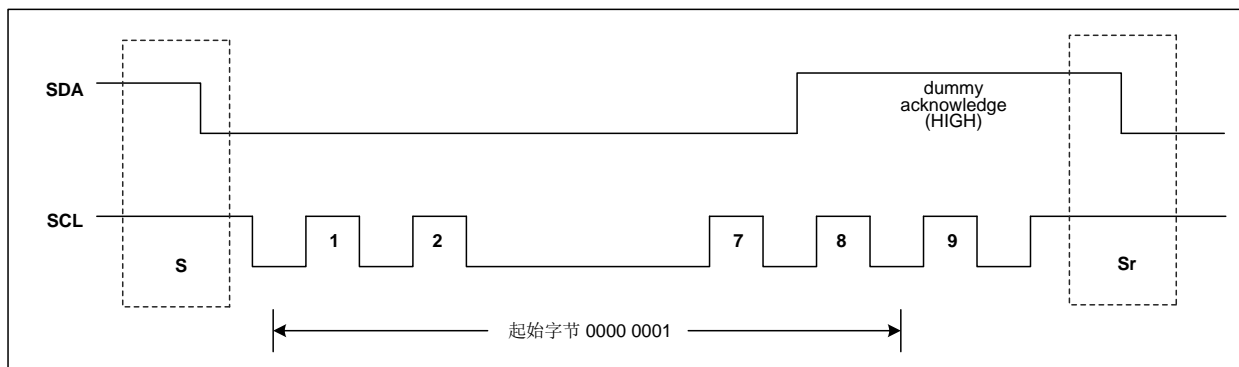 SDA
dummy
acknowledge
(HIGH)
SCL
1
2
7
8
9
S
Sr
起始字节 0000 0001